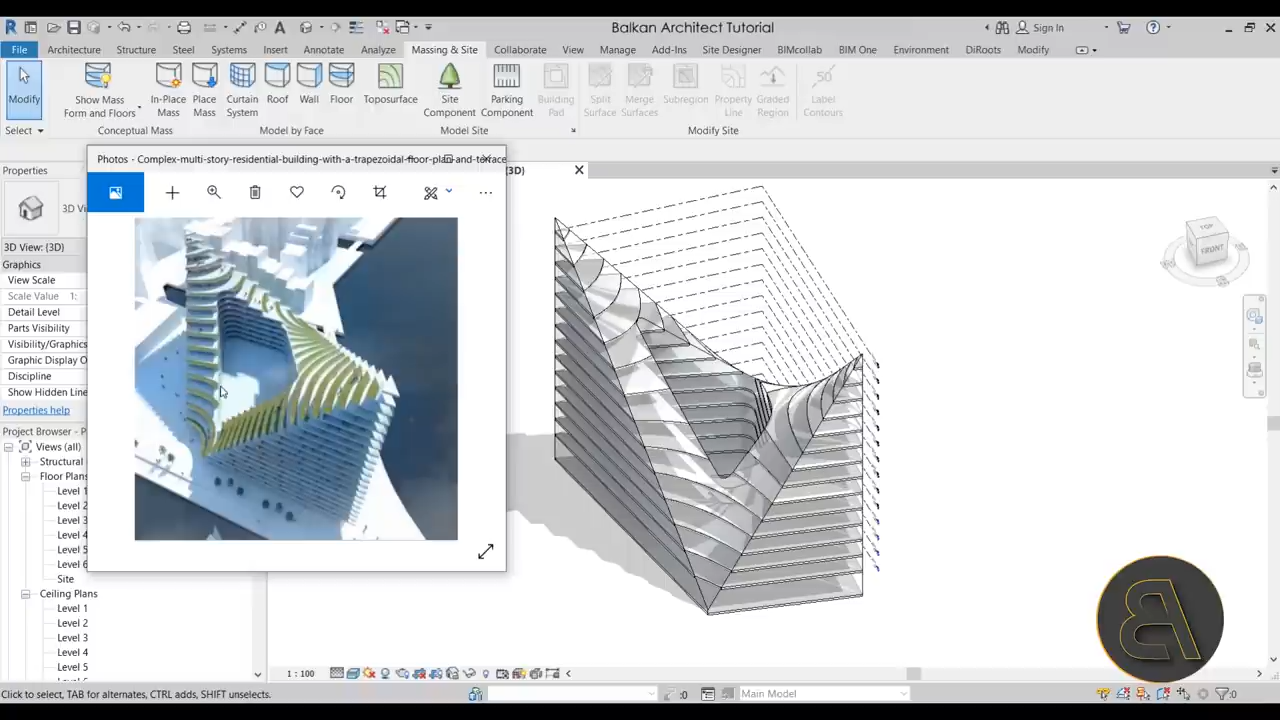 Balkan Architect Tutorial
Sign In
File Architecture Structure Steel Systems Insert Annotate Analyze Massing & Site Collaborate View Manage Add-Ins Site Designer BIMcollab BIM One Environment DiRoots Modify
Modify
Show Mass Form and Floors
In-Place Mass
Place Mass
Curtain System
Roof
Wall
Floor
Toposurface
Site Component
Parking Component
Building Pad
Split Surface
Merge Surfaces
Subregion
Property Line
Graded Region
Label Contours
Select
Conceptual Mass
Model by Face
Model Site
Modify Site
Properties
Photos - Complex-multi-story-residential-building-with-a-trapezoidal-floor-plan-and-terrace
(3D)
3D Vi
3D View: {3D}
Graphics
View Scale
Scale Value 1:
Detail Level
Parts Visibility
Visibility/Graphics
Graphic Display O
Discipline
Show Hidden Line
Properties help
Project Browser - P
Views (all)
Structural
Floor Plans
Level 1
Level 2
Level 3
Level 4
Level 5
Level 6
Site
Ceiling Plans
Level 1
Level 2
Level 3
Level 4
Level 5
TOP
FRONT
1 : 100
Click to select, TAB for alternates, CTRL adds, SHIFT unselects.
:0
Main Model
:0